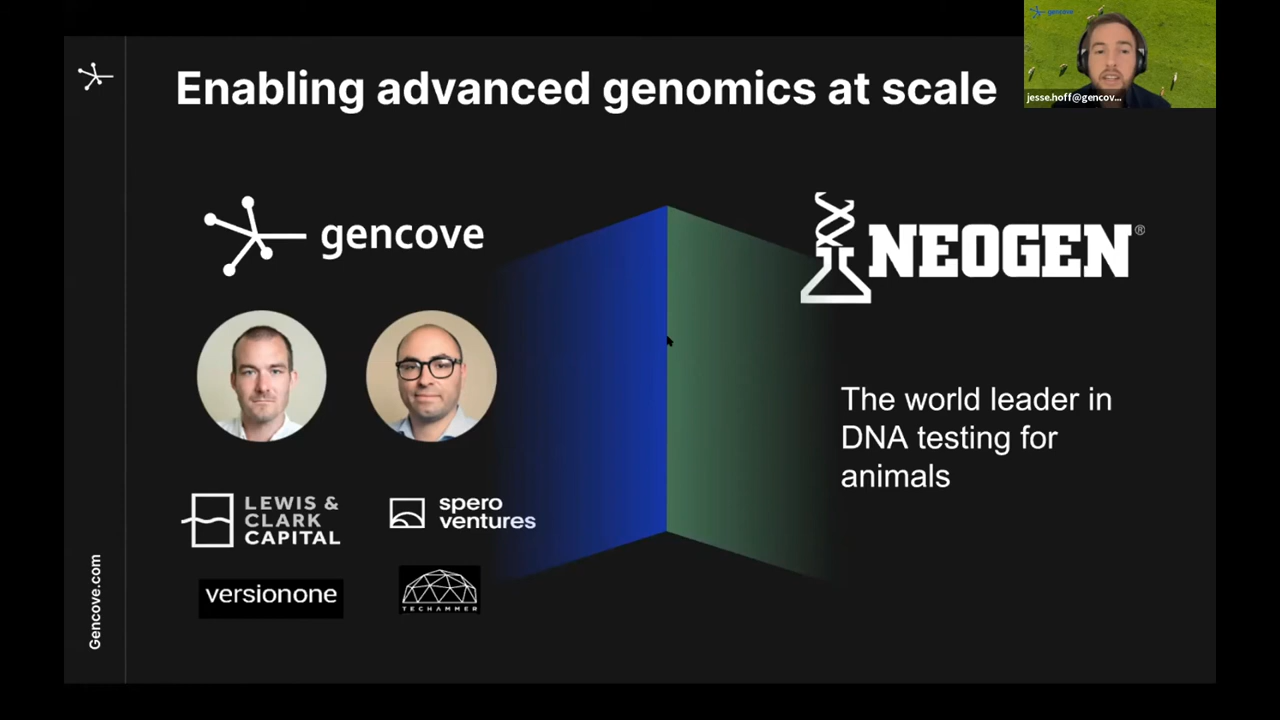 Enabling advanced genomics at scale
gencove
jesse.hoff@gencov...
gencove
NEOGEN®
The world leader in
DNA testing for
animals
LEWIS &
CLARK
CAPITAL
spero
ventures
versionone
TECHAMMER
Gencove.com